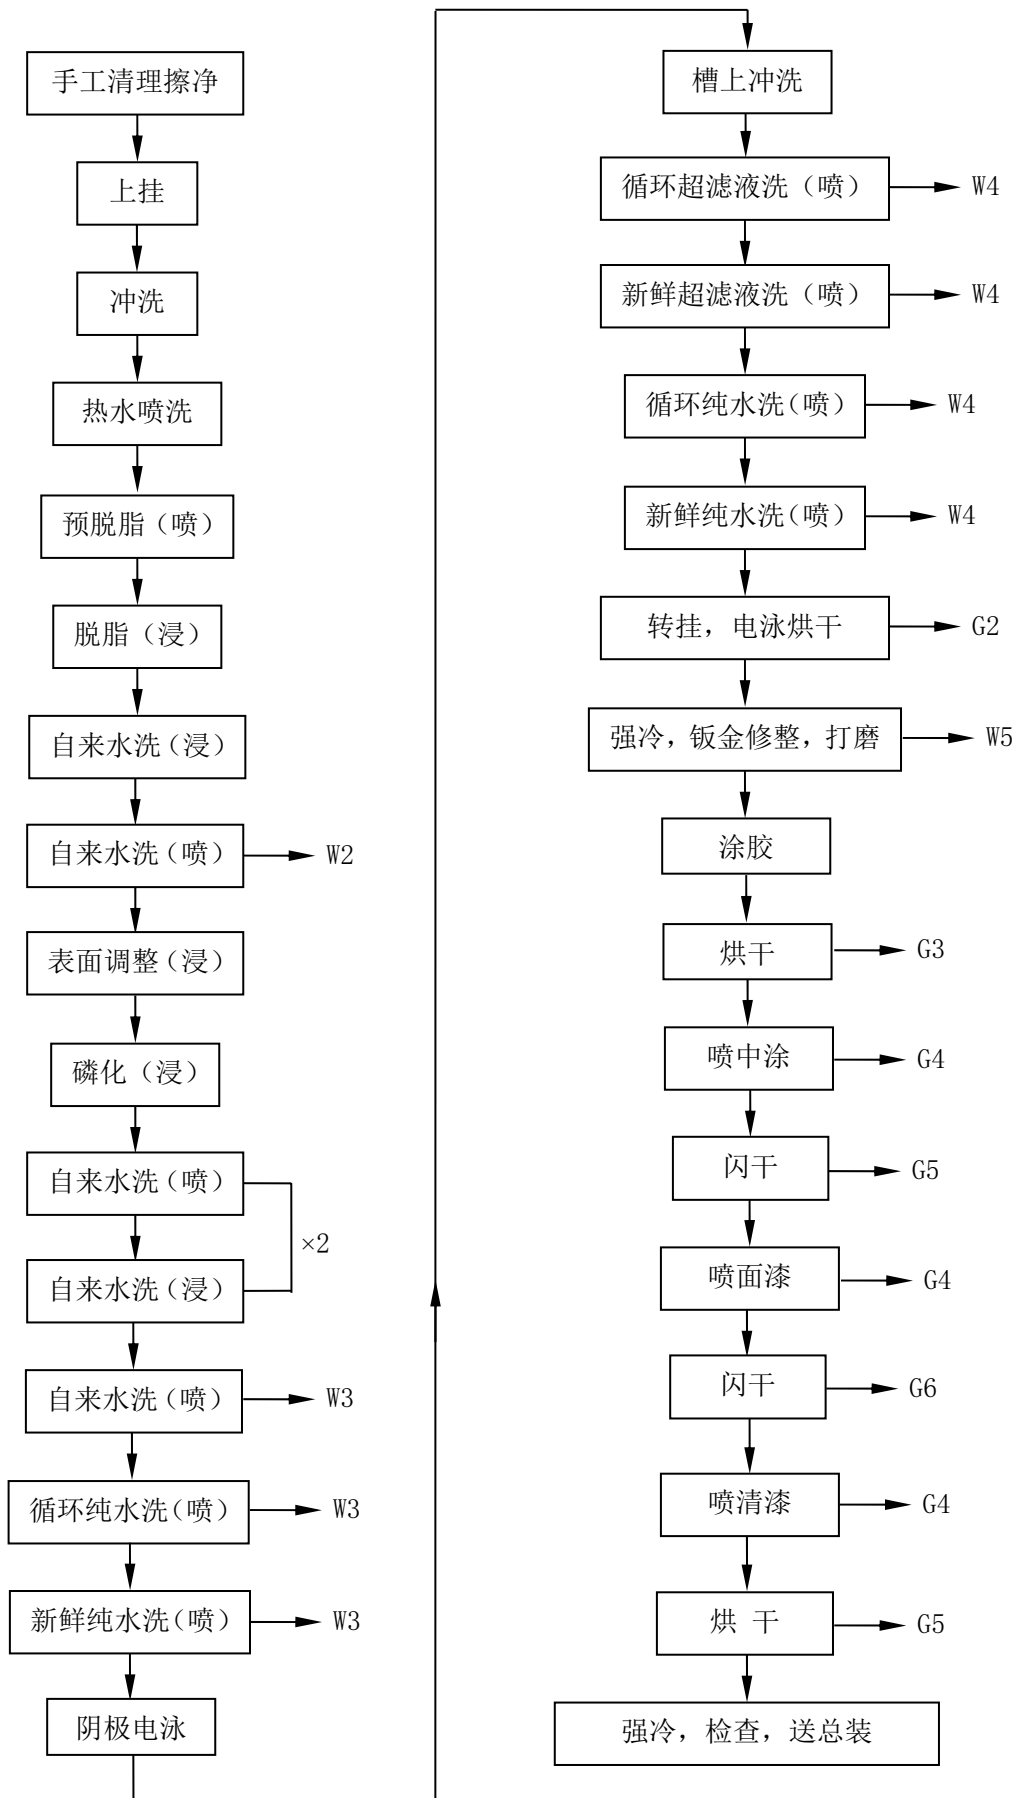 手工清理擦净
上挂
冲洗
热水喷洗
预脱脂（喷）
脱脂（浸）
自来水洗（浸）
自来水洗（喷） W2
表面调整（浸）
磷化（浸）
自来水洗（喷）
×2
自来水洗（浸）
自来水洗（喷） W3
循环纯水洗（喷） W3
新鲜纯水洗（喷） W3
阴极电泳
槽上冲洗
循环超滤液洗（喷） W4
新鲜超滤液洗（喷） W4
循环纯水洗（喷） W4
新鲜纯水洗（喷） W4
转挂，电泳烘干 G2
强冷，钣金修整，打磨 W5
涂胶
烘干 G3
喷中涂 G4
闪干 G5
喷面漆 G4
闪干 G6
喷清漆 G4
烘 干 G5
强冷，检查，送总装